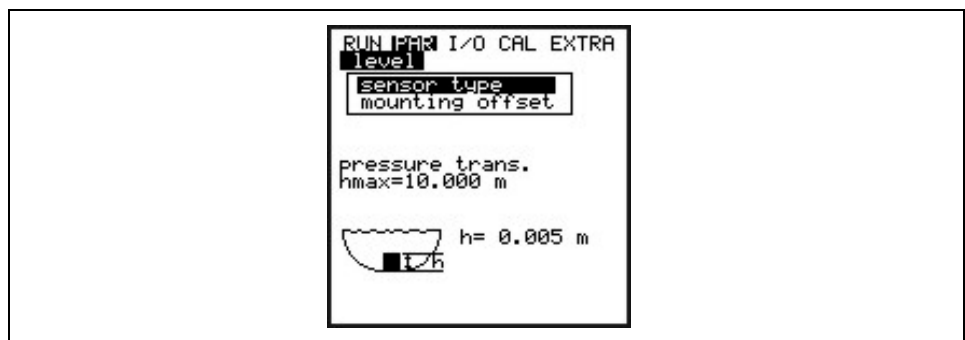 RUN PAR I/O CAL EXTRA
level
sensor type
mounting offset
pressure trans.
hmax=10.000 m
h= 0.005 m
h